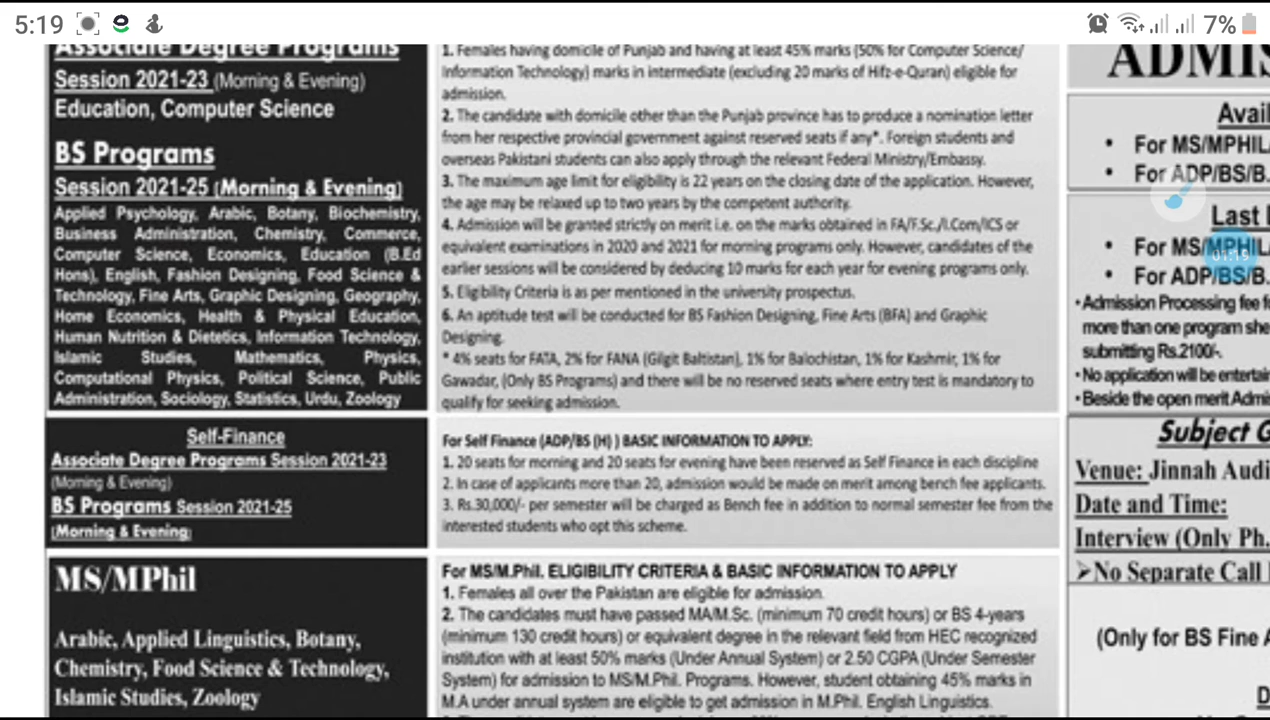 5:19
7%
Associate Degree Programs
Session 2021-23 (Morning & Evening)
Education, Computer Science
BS Programs
Session 2021-25 (Morning & Evening)
Applied Psychology, Arabic, Botany, Biochemistry,
Business Administration, Chemistry, Commerce,
Computer Science, Economics, Education (B.Ed
Hons), English, Fashion Designing, Food Science &
Technology, Fine Arts, Graphic Designing, Geography,
Home Economics, Health & Physical Education,
Human Nutrition & Dietetics, Information Technology,
Islamic Studies, Mathematics, Physics,
Computational Physics, Political Science, Public
Administration, Sociology, Statistics, Urdu, Zoology
1. Females having domicile of Punjab and having at least 45% marks (50% for Computer Science/
Information Technology) marks in intermediate (excluding 20 marks of Hifz-e-Quran) eligible for
admission.
2. The candidate with domicile other than the Punjab province has to produce a nomination letter
from her respective provincial government against reserved seats if any*. Foreign students and
overseas Pakistani students can also apply through the relevant Federal Ministry/Embassy.
3. The maximum age limit for eligibility is 22 years on the closing date of the application. However,
the age may be relaxed up to two years by the competent authority.
4. Admission will be granted strictly on merit i.e. on the marks obtained in FA/F.Sc./I.Com/ICS or
equivalent examinations in 2020 and 2021 for morning programs only. However, candidates of the
earlier sessions will be considered by deducing 10 marks for each year for evening programs only.
5. Eligibility Criteria is as per mentioned in the university prospectus.
6. An aptitude test will be conducted for BS Fashion Designing, Fine Arts (BFA) and Graphic
Designing.
* 4% seats for FATA, 2% for FANA (Gilgit Baltistan), 1% for Balochistan, 1% for Kashmir, 1% for
Gawadar, (Only BS Programs) and there will be no reserved seats where entry test is mandatory to
qualify for seeking admission.
Self-Finance
Associate Degree Programs Session 2021-23
(Morning & Evening)
BS Programs Session 2021-25
(Morning & Evening)
For Self Finance (ADP/BS (H) ) BASIC INFORMATION TO APPLY:
1. 20 seats for morning and 20 seats for evening have been reserved as Self Finance in each discipline
2. In case of applicants more than 20, admission would be made on merit among bench fee applicants.
3. Rs.30,000/- per semester will be charged as Bench fee in addition to normal semester fee from the
interested students who opt this scheme.
MS/MPhil
Arabic, Applied Linguistics, Botany,
Chemistry, Food Science & Technology,
Islamic Studies, Zoology
For MS/M.Phil. ELIGIBILITY CRITERIA & BASIC INFORMATION TO APPLY
1. Females all over the Pakistan are eligible for admission.
2. The candidates must have passed MA/M.Sc. (minimum 70 credit hours) or BS 4-years
(minimum 130 credit hours) or equivalent degree in the relevant field from HEC recognized
institution with at least 50% marks (Under Annual System) or 2.50 CGPA (Under Semester
System) for admission to MS/M.Phil. Programs. However, student obtaining 45% marks in
M.A under annual system are eligible to get admission in M.Phil. English Linguistics.
ADMIS
Avail
• For MS/MPHIL/
• For ADP/BS/B.
Last
• For MS/MPHIL/
01:19
• For ADP/BS/B.
• Admission Processing fee fo
more than one program she
submitting Rs.2100/-.
• No application will be entertain
• Beside the open merit Admi
Subject G
Venue: Jinnah Audi
Date and Time:
Interview (Only Ph.
➢No Separate Call
(Only for BS Fine A
D